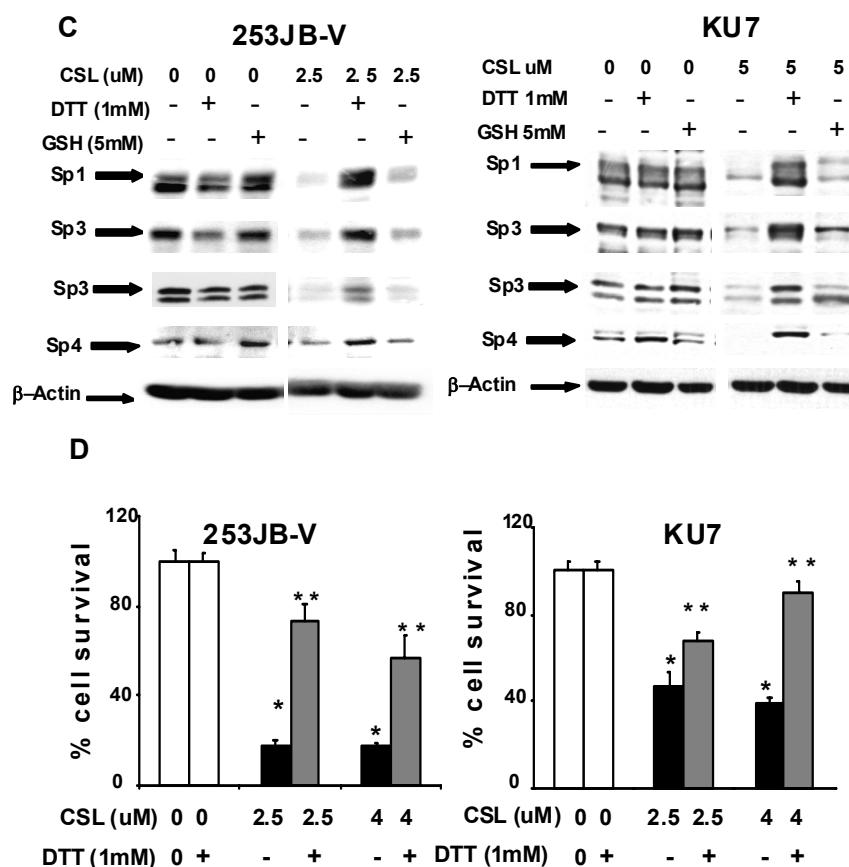 C
253JB-V
CSL (uM) 0 0 0 2.5 2.5 2.5
DTT (1mM) - + - - + -
GSH (5mM) - - + - - +
Sp1
Sp3
Sp3
Sp4
β–Actin
KU7
CSL uM 0 0 0 5 5 5
DTT 1mM - + - - + -
GSH 5mM - - + - - +
Sp1
Sp3
Sp3
Sp4
β–Actin
D
253JB-V
% cell survival
120
80
40
0
*
**
*
**
CSL (uM) 0 0 2.5 2.5 4 4
DTT (1mM) 0 + - + - +
KU7
% cell survival
120
80
40
0
*
**
*
**
CSL (uM) 0 0 2.5 2.5 4 4
DTT (1mM) 0 + - + - +